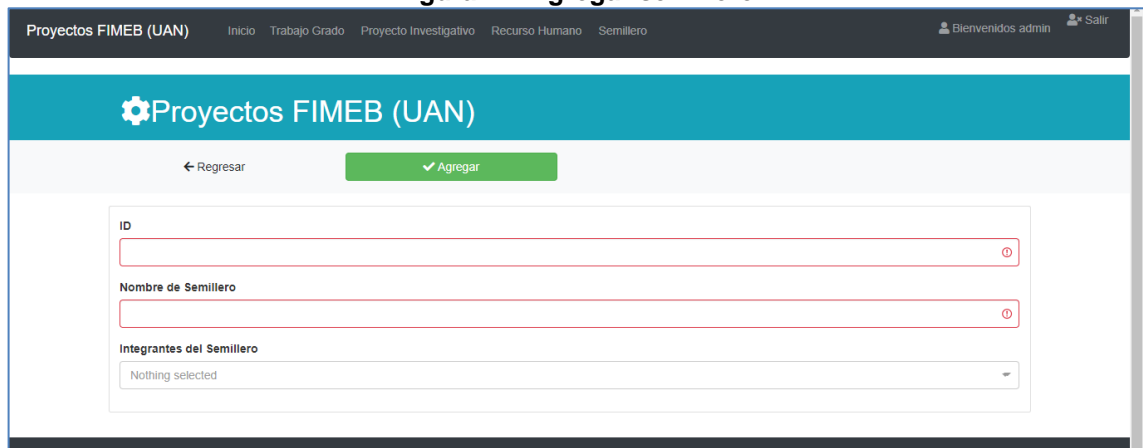 Proyectos FIMEB (UAN) Inicio Trabajo Grado Proyecto Investigativo Recurso Humano Semillero Bienvenidos admin Salir
Proyectos FIMEB (UAN)
Regresar Agregar
ID
Nombre de Semillero
Integrantes del Semillero
Nothing selected